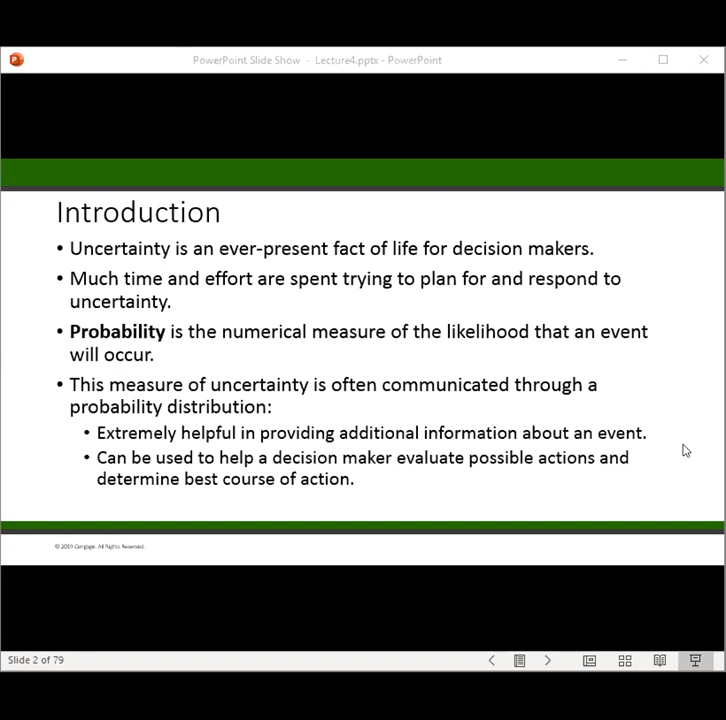 PowerPoint Slide Show - Lecture4.pptx - PowerPoint
Introduction
• Uncertainty is an ever-present fact of life for decision makers.
• Much time and effort are spent trying to plan for and respond to
uncertainty.
• Probability is the numerical measure of the likelihood that an event
will occur.
• This measure of uncertainty is often communicated through a
probability distribution:
• Extremely helpful in providing additional information about an event.
• Can be used to help a decision maker evaluate possible actions and
determine best course of action.
© 2019 Cengage. All Rights Reserved.
Slide 2 of 79